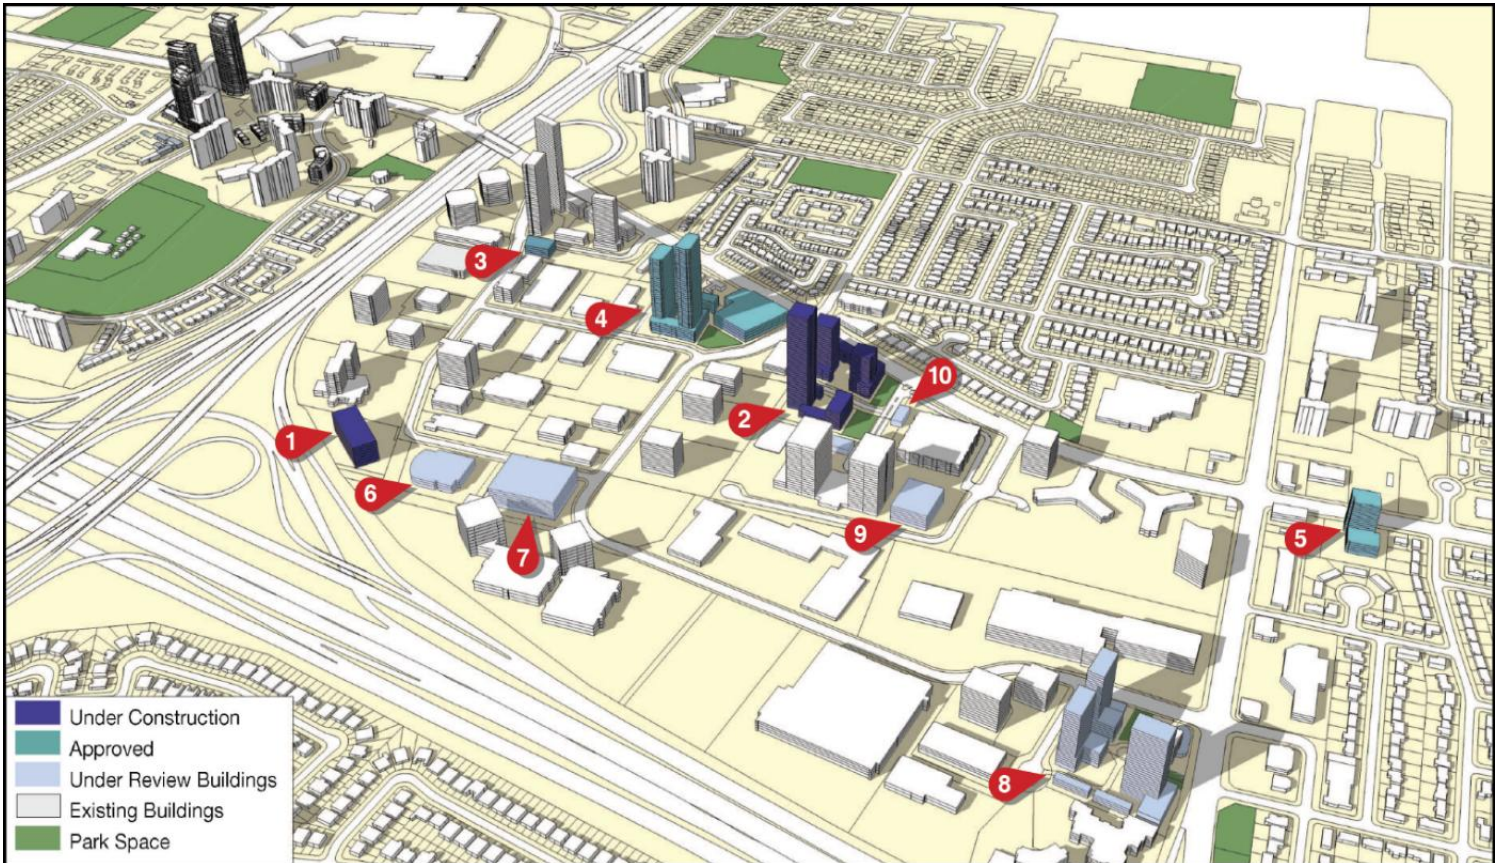 3
4
10
2
1
6
9
5
7
8
Under Construction
Approved
Under Review Buildings
Existing Buildings
Park Space